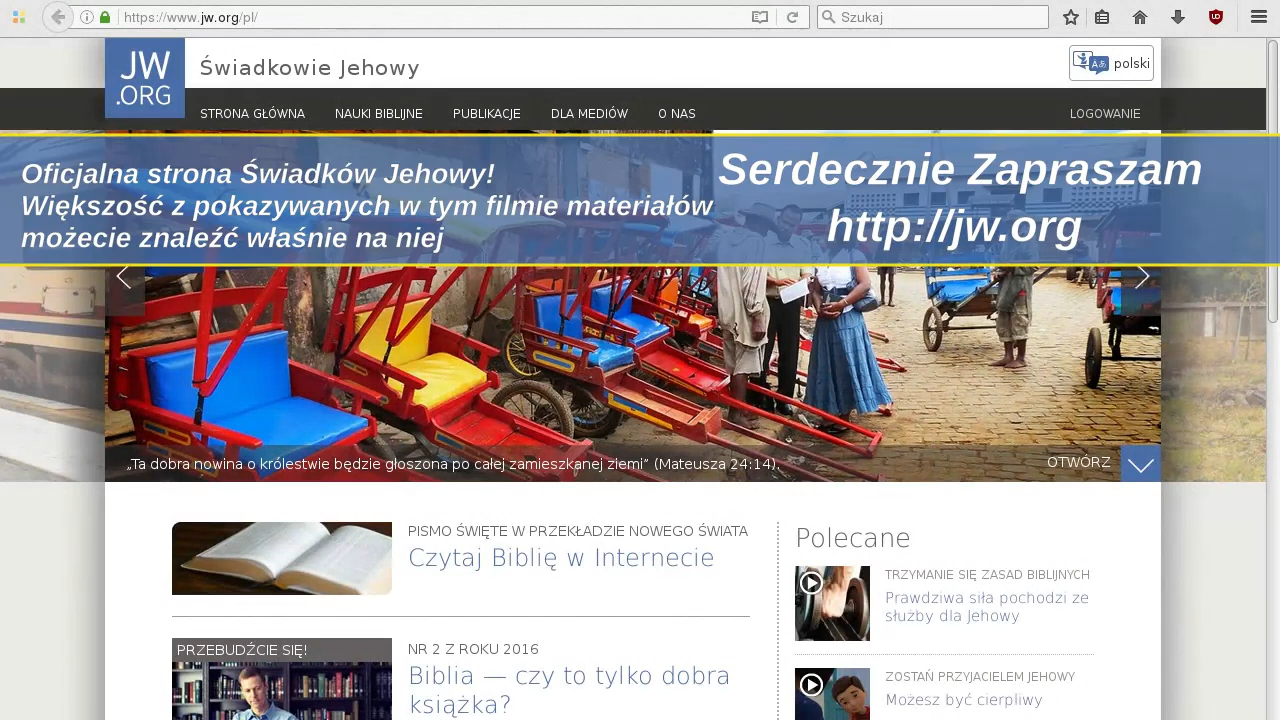 https://www.jw.org/pl/
Szukaj
JW
.ORG
Świadkowie Jehowy
polski
STRONA GŁÓWNA NAUKI BIBLIJNE PUBLIKACJE DLA MEDIÓW O NAS LOGOWANIE
Oficjalna strona Świadków Jehowy!
Większość z pokazywanych w tym filmie materiałów
możecie znaleźć właśnie na niej
Serdecznie Zapraszam
http://jw.org
„Ta dobra nowina o królestwie będzie głoszona po całej zamieszkanej ziemi” (Mateusza 24:14).
OTWÓRZ
PISMO ŚWIĘTE W PRZEKŁADZIE NOWEGO ŚWIATA
Czytaj Biblię w Internecie
PRZEBUDŹCIE SIĘ!
NR 2 Z ROKU 2016
Biblia — czy to tylko dobra
książka?
Polecane
TRZYMANIE SIĘ ZASAD BIBLIJNYCH
Prawdziwa siła pochodzi ze
służby dla Jehowy
ZOSTAŃ PRZYJACIELEM JEHOWY
Możesz być cierpliwy